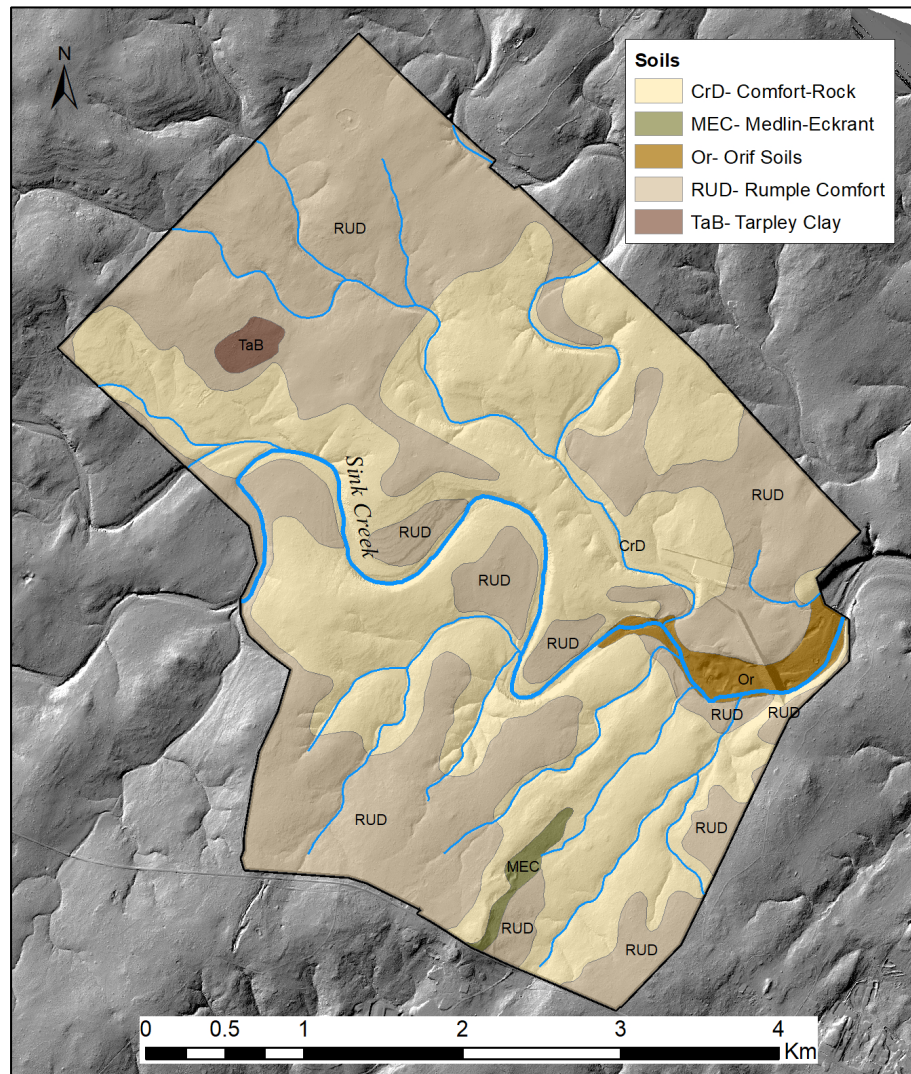 N
Soils
CrD- Comfort-Rock
MEC- Medlin-Eckrant
Or- Orif Soils
RUD- Rumple Comfort
TaB- Tarpley Clay
RUD
TaB
Sink Creek
RUD
RUD
CrD
RUD
RUD
Or
RUD
RUD
RUD
RUD
MEC
RUD
RUD
0 0.5 1 2 3 4
Km